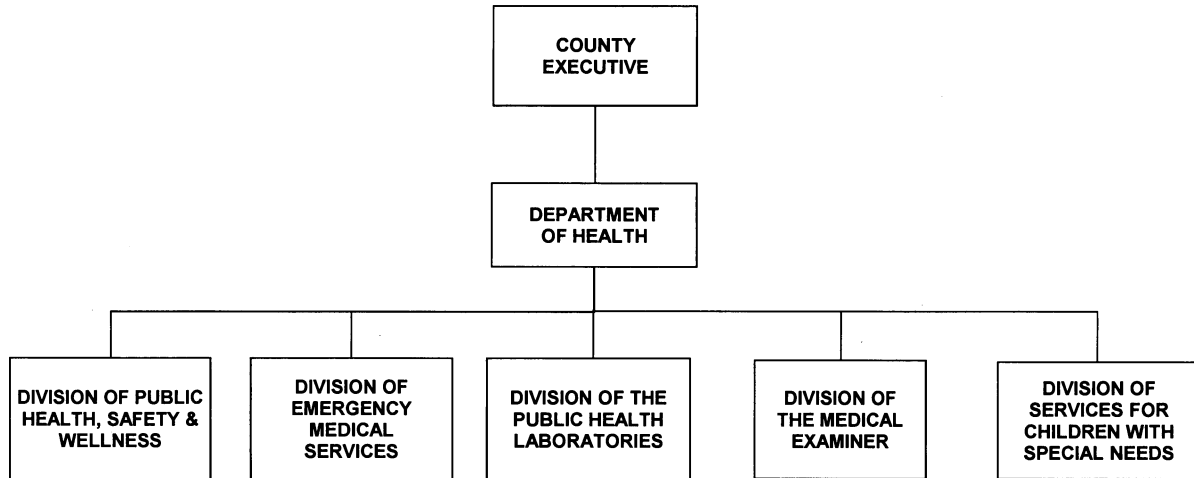 COUNTY
EXECUTIVE
DEPARTMENT
OF HEALTH
DIVISION OF PUBLIC
HEALTH, SAFETY &
WELLNESS
DIVISION OF
EMERGENCY
MEDICAL
SERVICES
DIVISION OF THE
PUBLIC HEALTH
LABORATORIES
DIVISION OF
THE MEDICAL
EXAMINER
DIVISION OF
SERVICES FOR
CHILDREN WITH
SPECIAL NEEDS